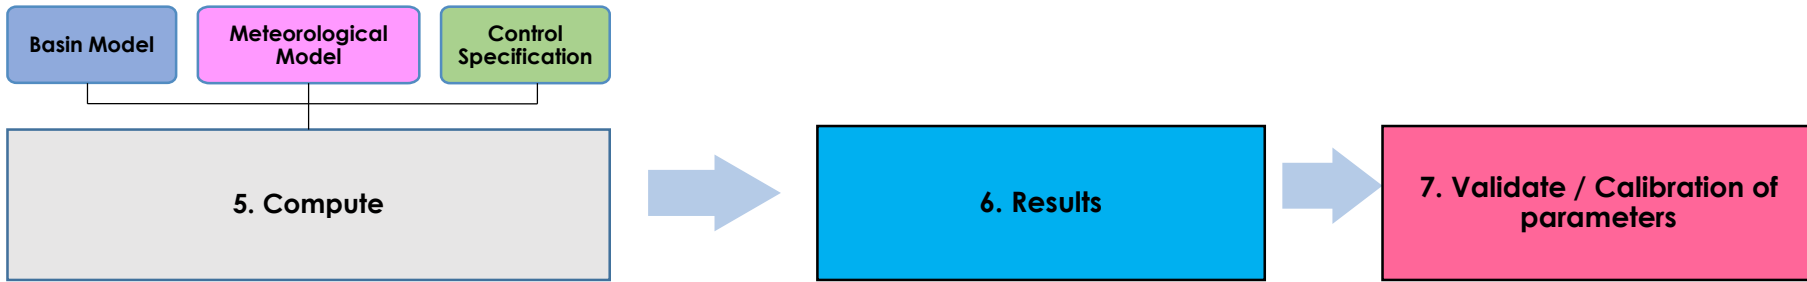 Basin Model
Meteorological
Model
Control
Specification
5. Compute
6. Results
7. Validate / Calibration of
parameters